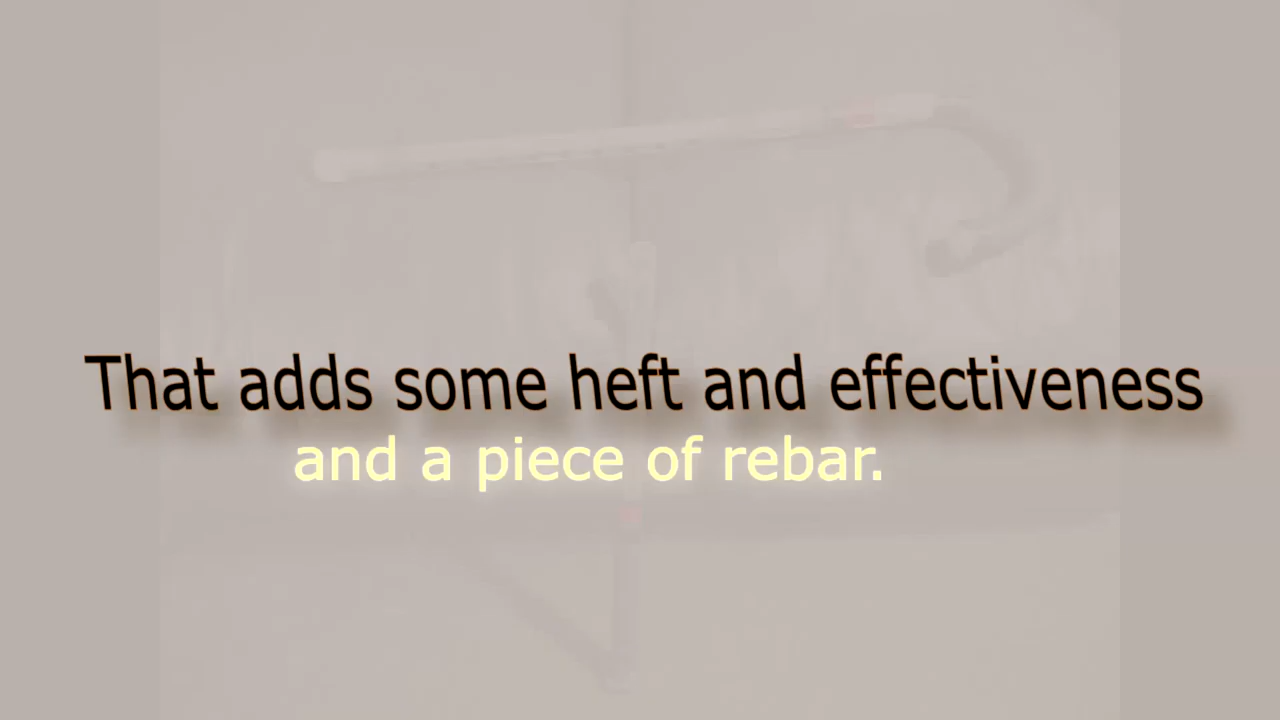 That adds some heft and effectiveness
and a piece of rebar.